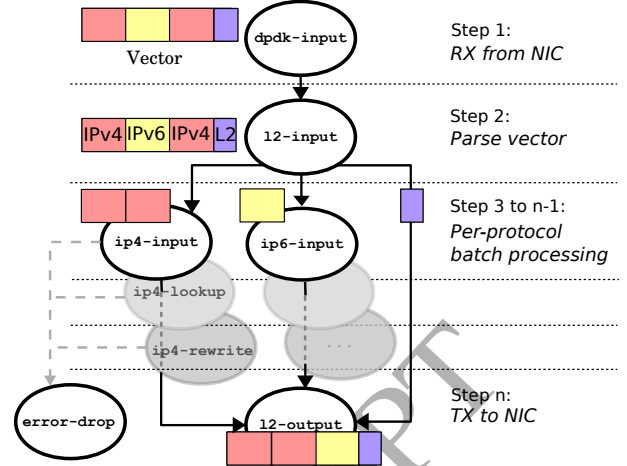 dpdk-input
Vector
Step 1:
RX from NIC
IPv4 IPv6 IPv4 L2
l2-input
Step 2:
Parse vector
ip4-input
ip6-input
Step 3 to n-1:
Per-protocol
batch processing
ip4-lookup
ip4-rewrite
...
error-drop
l2-output
Step n:
TX to NIC
PT